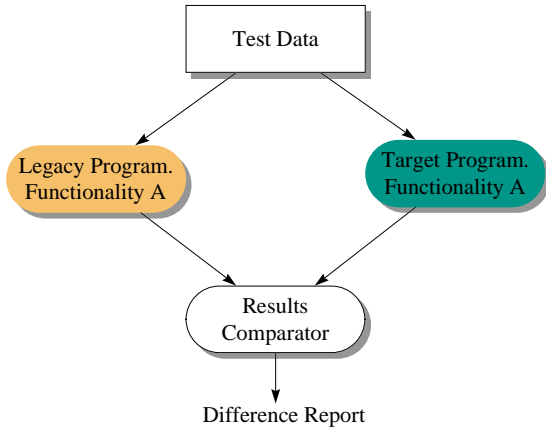 Test Data
Legacy Program.
Functionality A
Target Program.
Functionality A
Results
Comparator
Difference Report